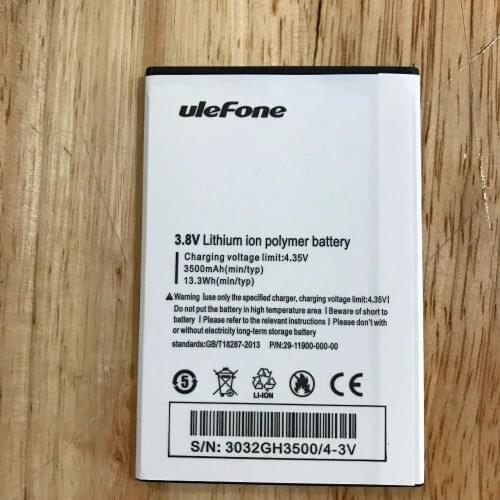 ulefone
3.8V Lithium ion polymer battery
Charging voltage limit:4.35V
3500mAh(min/typ)
13.3Wh(min/typ)
Warning [use only the specified charger, charging voltage limit:4.35V]
Do not put the battery in high temperature area | Beware of short to
battery | Please refer to the relevant instructions | Please don't with
or without electricity long-term storage battery
standards:GB/T18287-2013 P/N:29-11900-000-00
5
LI-ION
CE
S/N: 3032GH3500/4-3V